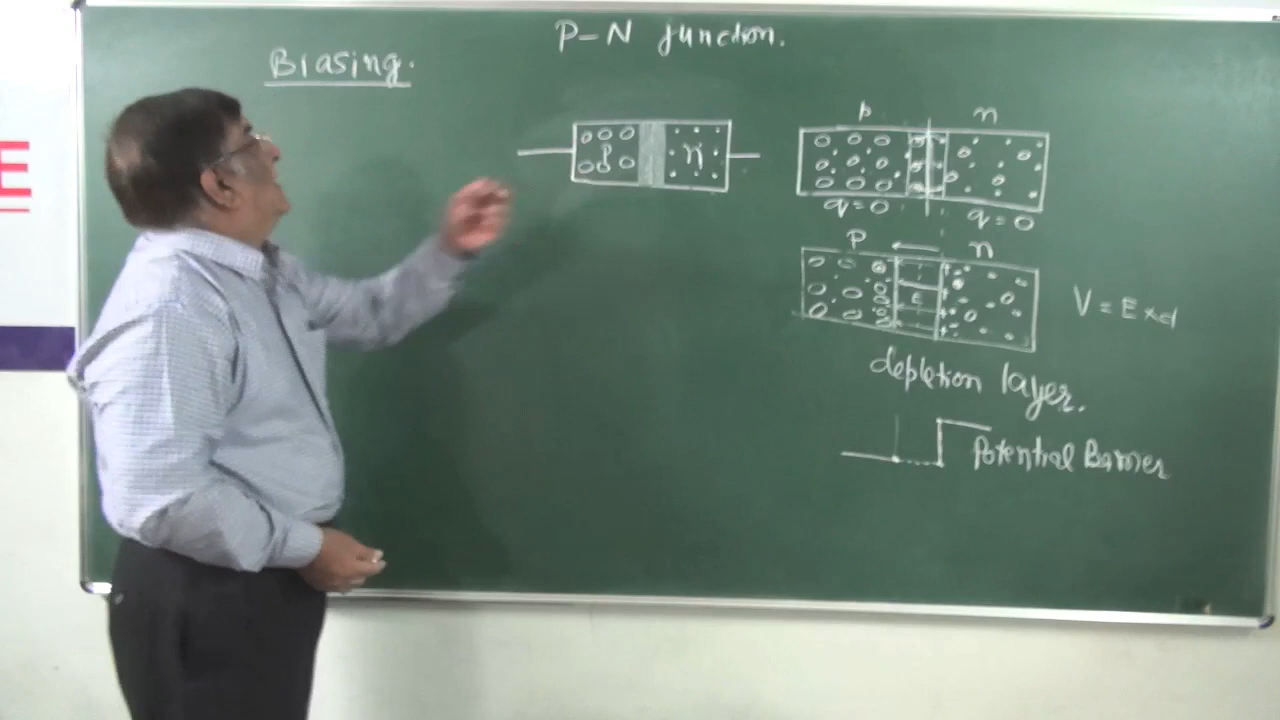 P-N junction.
Biasing.
E
p n
P n
q=0 q=0
P n
E
V = E×d
depletion layer.
Potential Barrier